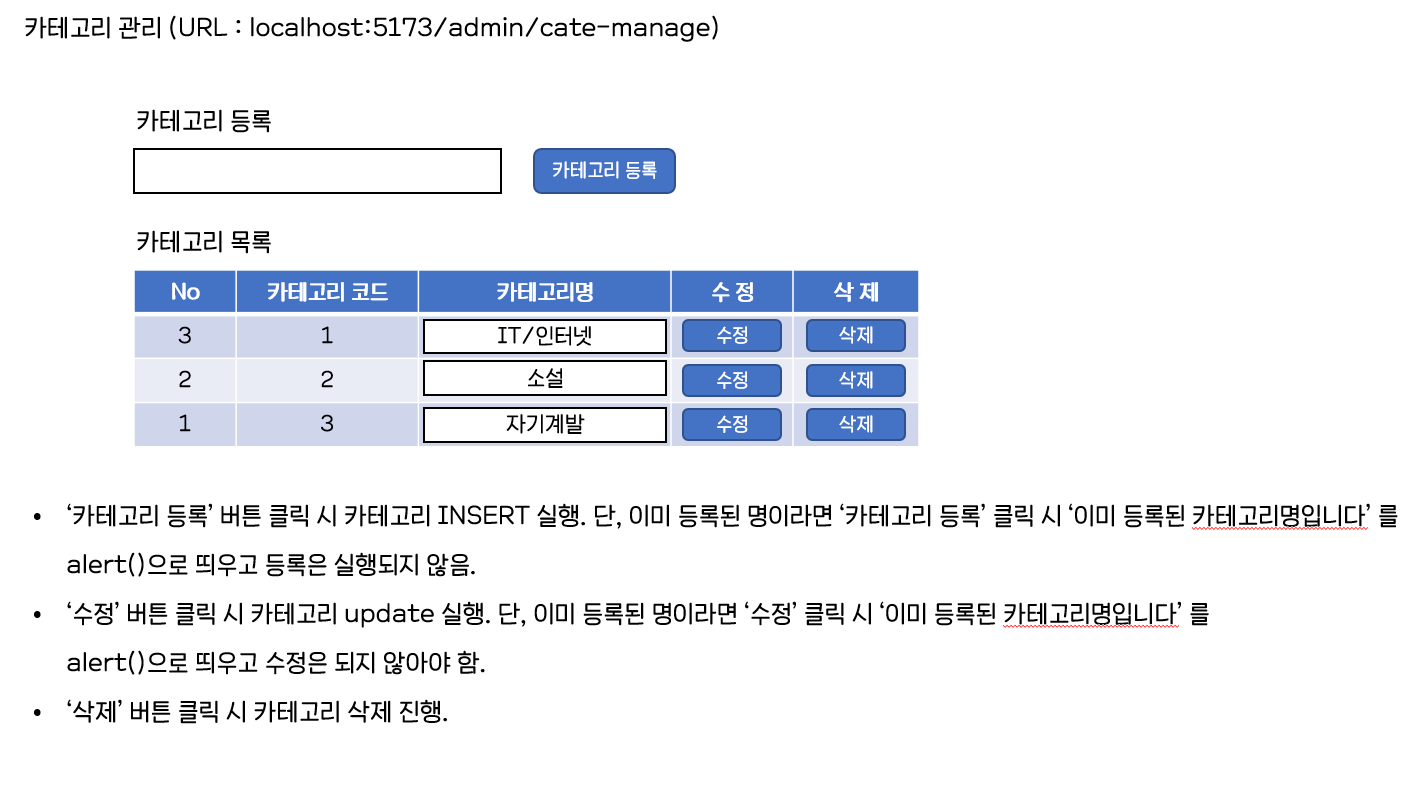 카테고리 관리 (URL : localhost:5173/admin/cate-manage)
카테고리 등록
카테고리 등록
카테고리 목록
No 카테고리 코드 카테고리명 수 정 삭 제
3 1 IT/인터넷 수정 삭제
2 2 소설 수정 삭제
1 3 자기계발 수정 삭제
• ‘카테고리 등록’ 버튼 클릭 시 카테고리 INSERT 실행. 단, 이미 등록된 명이라면 ‘카테고리 등록’ 클릭 시 ‘이미 등록된 카테고리명입니다’ 를
alert()으로 띄우고 등록은 실행되지 않음.
• ‘수정’ 버튼 클릭 시 카테고리 update 실행. 단, 이미 등록된 명이라면 ‘수정’ 클릭 시 ‘이미 등록된 카테고리명입니다’ 를
alert()으로 띄우고 수정은 되지 않아야 함.
• ‘삭제’ 버튼 클릭 시 카테고리 삭제 진행.